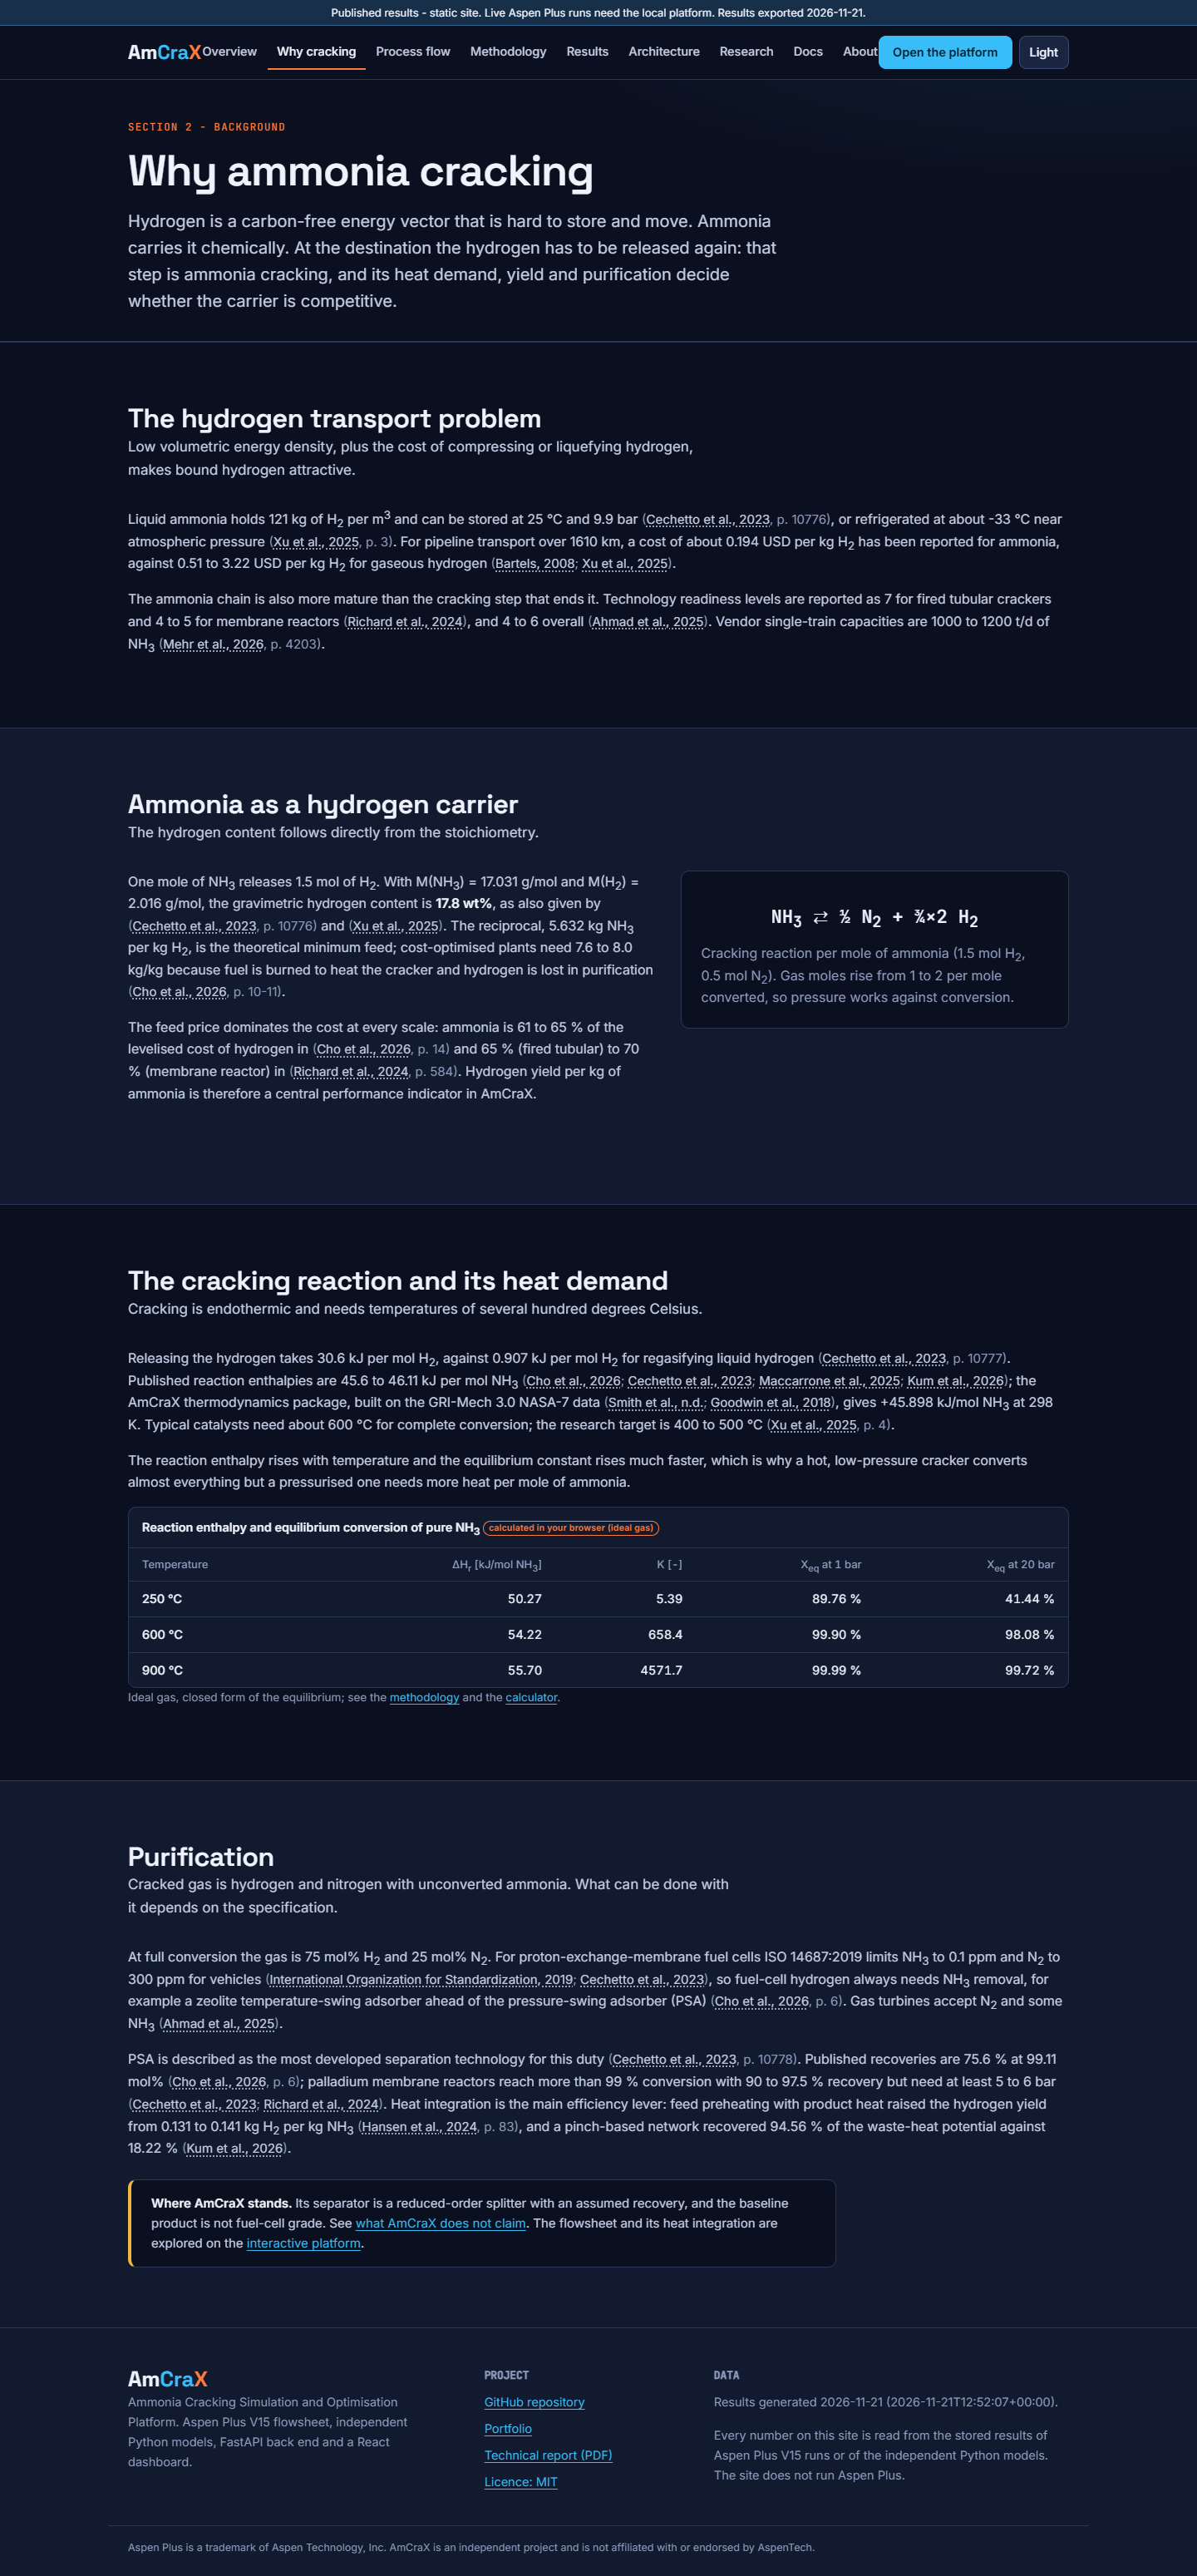 Published results - static site. Live Aspen Plus runs need the local platform. Results exported 2026-11-21.
AmCraX Overview Why cracking Process flow Methodology Results Architecture Research Docs About Open the platform Light
SECTION 2 - BACKGROUND
Why ammonia cracking
Hydrogen is a carbon-free energy vector that is hard to store and move. Ammonia
carries it chemically. At the destination the hydrogen has to be released again: that
step is ammonia cracking, and its heat demand, yield and purification decide
whether the carrier is competitive.
The hydrogen transport problem
Low volumetric energy density, plus the cost of compressing or liquefying hydrogen,
makes bound hydrogen attractive.
Liquid ammonia holds 121 kg of H2 per m3 and can be stored at 25 °C and 9.9 bar (Cechetto et al., 2023, p. 10776), or refrigerated at about -33 °C near
atmospheric pressure (Xu et al., 2025, p. 3). For pipeline transport over 1610 km, a cost of about 0.194 USD per kg H2 has been reported for ammonia,
against 0.51 to 3.22 USD per kg H2 for gaseous hydrogen (Bartels, 2008; Xu et al., 2025).
The ammonia chain is also more mature than the cracking step that ends it. Technology readiness levels are reported as 7 for fired tubular crackers
and 4 to 5 for membrane reactors (Richard et al., 2024), and 4 to 6 overall (Ahmad et al., 2025). Vendor single-train capacities are 1000 to 1200 t/d of
NH3 (Mehr et al., 2026, p. 4203).
Ammonia as a hydrogen carrier
The hydrogen content follows directly from the stoichiometry.
One mole of NH3 releases 1.5 mol of H2. With M(NH3) = 17.031 g/mol and M(H2) =
2.016 g/mol, the gravimetric hydrogen content is 17.8 wt%, as also given by
(Cechetto et al., 2023, p. 10776) and (Xu et al., 2025). The reciprocal, 5.632 kg NH3
per kg H2, is the theoretical minimum feed; cost-optimised plants need 7.6 to 8.0
kg/kg because fuel is burned to heat the cracker and hydrogen is lost in purification
(Cho et al., 2026, p. 10-11).
The feed price dominates the cost at every scale: ammonia is 61 to 65 % of the
levelised cost of hydrogen in (Cho et al., 2026, p. 14) and 65 % (fired tubular) to 70
% (membrane reactor) in (Richard et al., 2024, p. 584). Hydrogen yield per kg of
ammonia is therefore a central performance indicator in AmCraX.
NH3 ⇄ ½ N2 + ¾×2 H2
Cracking reaction per mole of ammonia (1.5 mol H2,
0.5 mol N2). Gas moles rise from 1 to 2 per mole
converted, so pressure works against conversion.
The cracking reaction and its heat demand
Cracking is endothermic and needs temperatures of several hundred degrees Celsius.
Releasing the hydrogen takes 30.6 kJ per mol H2, against 0.907 kJ per mol H2 for regasifying liquid hydrogen (Cechetto et al., 2023, p. 10777).
Published reaction enthalpies are 45.6 to 46.11 kJ per mol NH3 (Cho et al., 2026; Cechetto et al., 2023; Maccarrone et al., 2025; Kum et al., 2026); the
AmCraX thermodynamics package, built on the GRI-Mech 3.0 NASA-7 data (Smith et al., n.d.; Goodwin et al., 2018), gives +45.898 kJ/mol NH3 at 298
K. Typical catalysts need about 600 °C for complete conversion; the research target is 400 to 500 °C (Xu et al., 2025, p. 4).
The reaction enthalpy rises with temperature and the equilibrium constant rises much faster, which is why a hot, low-pressure cracker converts
almost everything but a pressurised one needs more heat per mole of ammonia.
Reaction enthalpy and equilibrium conversion of pure NH3 calculated in your browser (ideal gas)
Temperature ΔHr [kJ/mol NH3] K [-] Xeq at 1 bar Xeq at 20 bar
250 °C 50.27 5.39 89.76 % 41.44 %
600 °C 54.22 658.4 99.90 % 98.08 %
900 °C 55.70 4571.7 99.99 % 99.72 %
Ideal gas, closed form of the equilibrium; see the methodology and the calculator.
Purification
Cracked gas is hydrogen and nitrogen with unconverted ammonia. What can be done with
it depends on the specification.
At full conversion the gas is 75 mol% H2 and 25 mol% N2. For proton-exchange-membrane fuel cells ISO 14687:2019 limits NH3 to 0.1 ppm and N2 to
300 ppm for vehicles (International Organization for Standardization, 2019; Cechetto et al., 2023), so fuel-cell hydrogen always needs NH3 removal, for
example a zeolite temperature-swing adsorber ahead of the pressure-swing adsorber (PSA) (Cho et al., 2026, p. 6). Gas turbines accept N2 and some
NH3 (Ahmad et al., 2025).
PSA is described as the most developed separation technology for this duty (Cechetto et al., 2023, p. 10778). Published recoveries are 75.6 % at 99.11
mol% (Cho et al., 2026, p. 6); palladium membrane reactors reach more than 99 % conversion with 90 to 97.5 % recovery but need at least 5 to 6 bar
(Cechetto et al., 2023; Richard et al., 2024). Heat integration is the main efficiency lever: feed preheating with product heat raised the hydrogen yield
from 0.131 to 0.141 kg H2 per kg NH3 (Hansen et al., 2024, p. 83), and a pinch-based network recovered 94.56 % of the waste-heat potential against
18.22 % (Kum et al., 2026).
Where AmCraX stands. Its separator is a reduced-order splitter with an assumed recovery, and the baseline
product is not fuel-cell grade. See what AmCraX does not claim. The flowsheet and its heat integration are
explored on the interactive platform.
AmCraX
Ammonia Cracking Simulation and Optimisation
Platform. Aspen Plus V15 flowsheet, independent
Python models, FastAPI back end and a React
dashboard.
PROJECT
GitHub repository
Portfolio
Technical report (PDF)
Licence: MIT
DATA
Results generated 2026-11-21 (2026-11-21T12:52:07+00:00).
Every number on this site is read from the stored results of
Aspen Plus V15 runs or of the independent Python models.
The site does not run Aspen Plus.
Aspen Plus is a trademark of Aspen Technology, Inc. AmCraX is an independent project and is not affiliated with or endorsed by AspenTech.